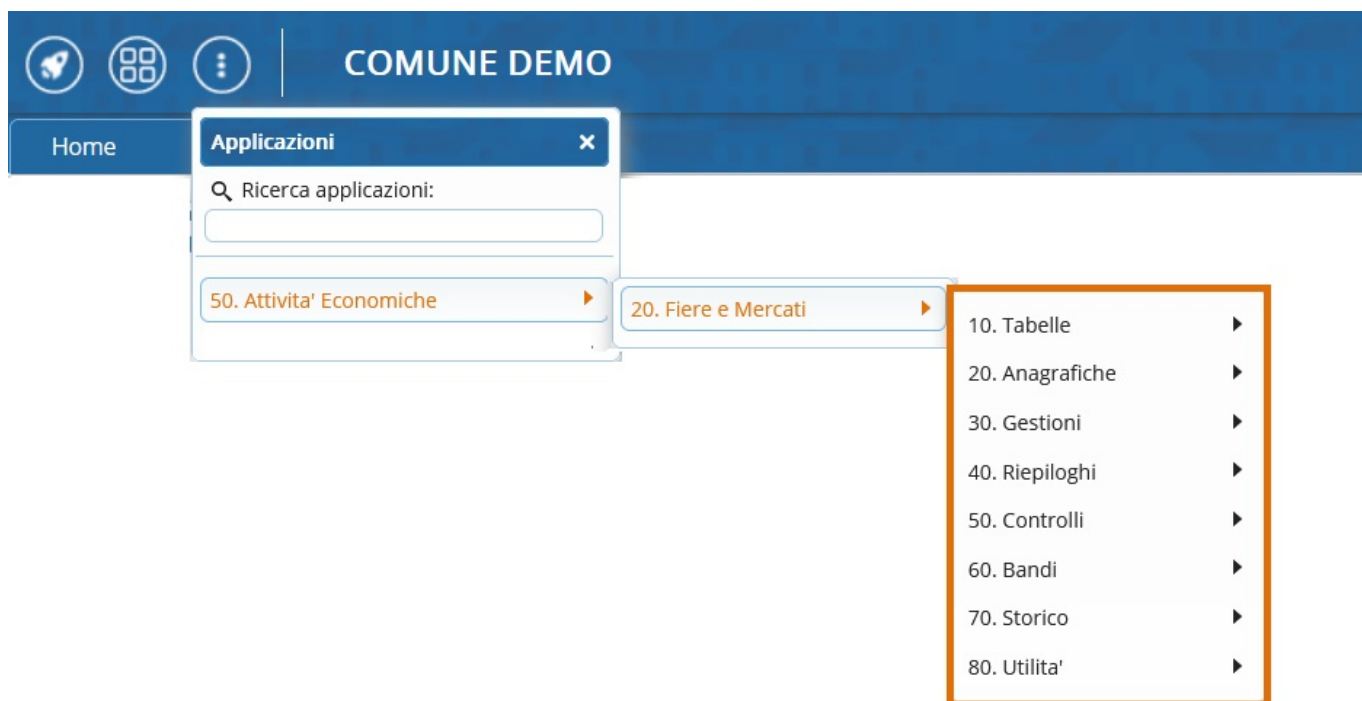 COMUNE DEMO
Home
Applicazioni
Ricerca applicazioni:
50. Attivita' Economiche
20. Fiere e Mercati
10. Tabelle
20. Anagrafiche
30. Gestioni
40. Riepiloghi
50. Controlli
60. Bandi
70. Storico
80. Utilita'